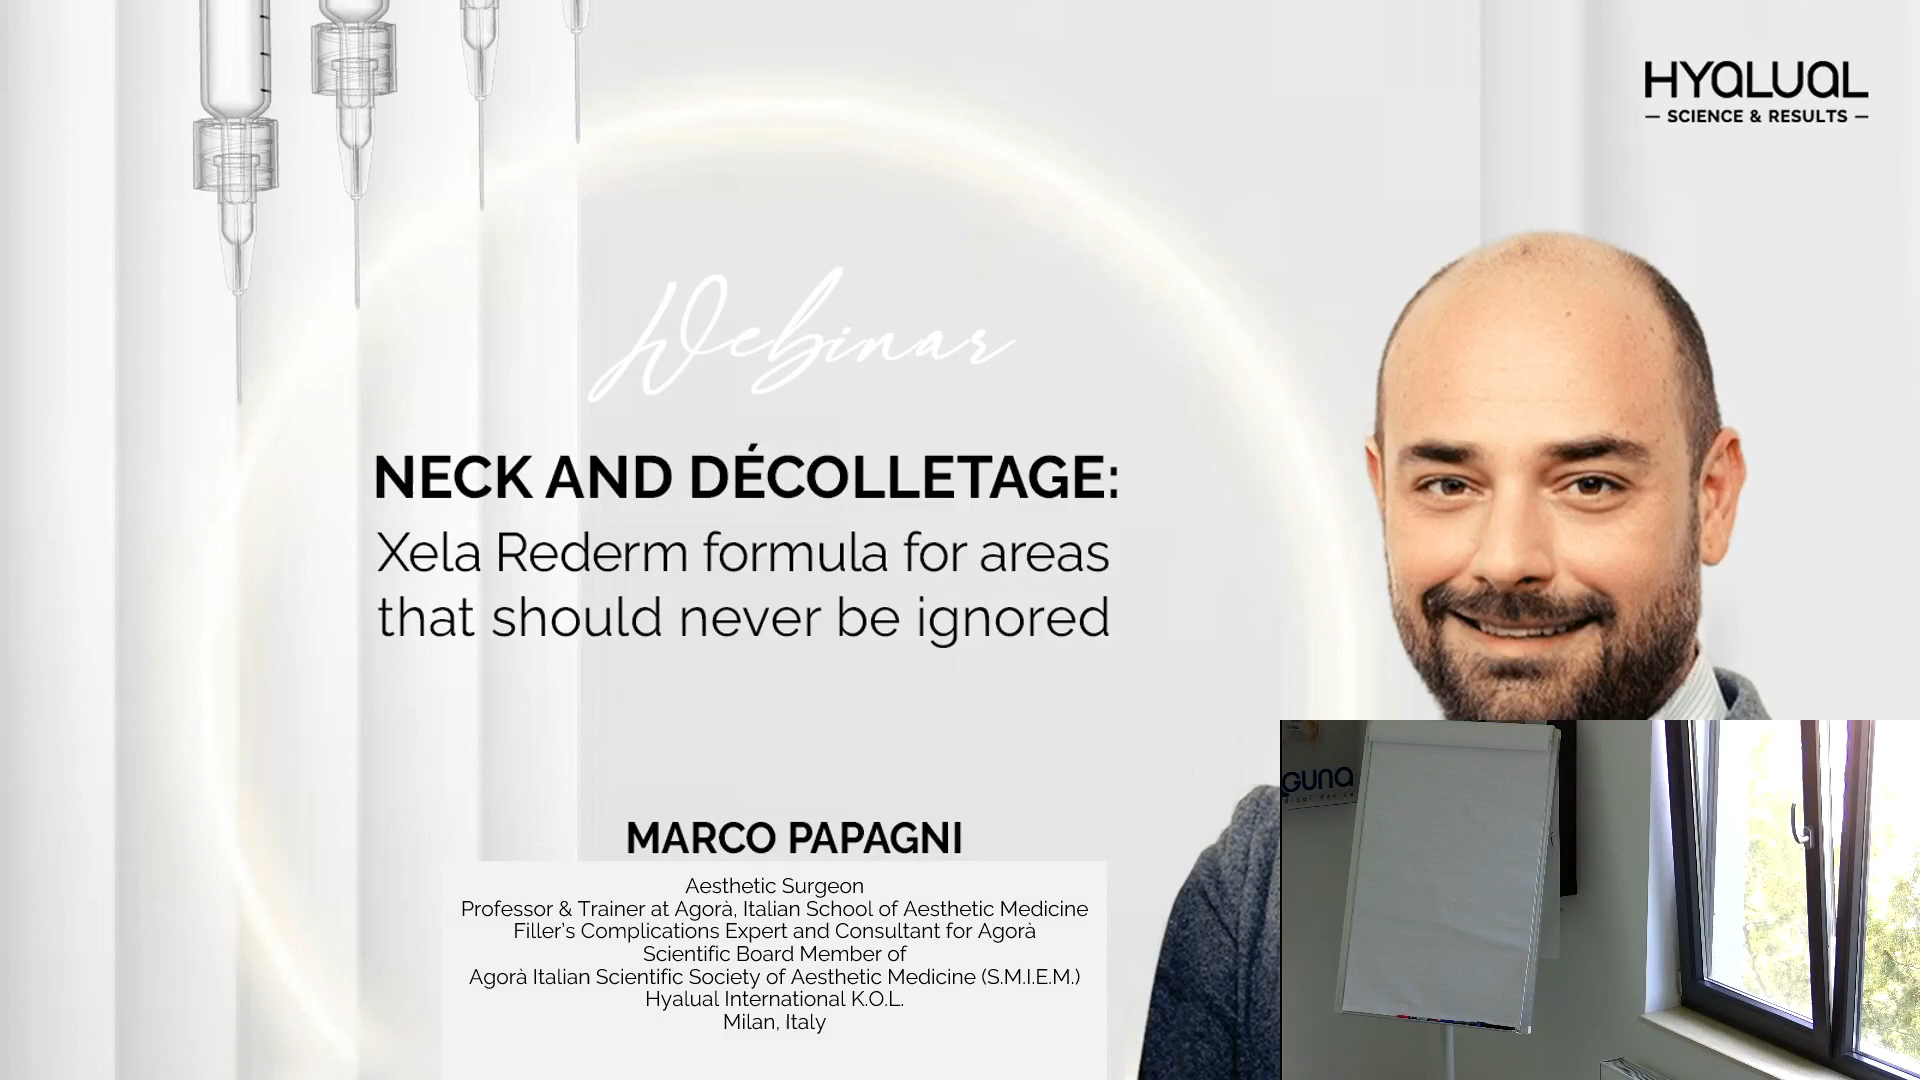 HYALUAL
— SCIENCE & RESULTS —
Webinar
NECK AND DÉCOLLETAGE:
Xela Rederm formula for areas
that should never be ignored
MARCO PAPAGNI
Aesthetic Surgeon
Professor & Trainer at Agorà, Italian School of Aesthetic Medicine
Filler's Complications Expert and Consultant for Agorà
Scientific Board Member of
Agorà Italian Scientific Society of Aesthetic Medicine (S.M.I.E.M.)
Hyalual International K.O.L.
Milan, Italy
GUNA